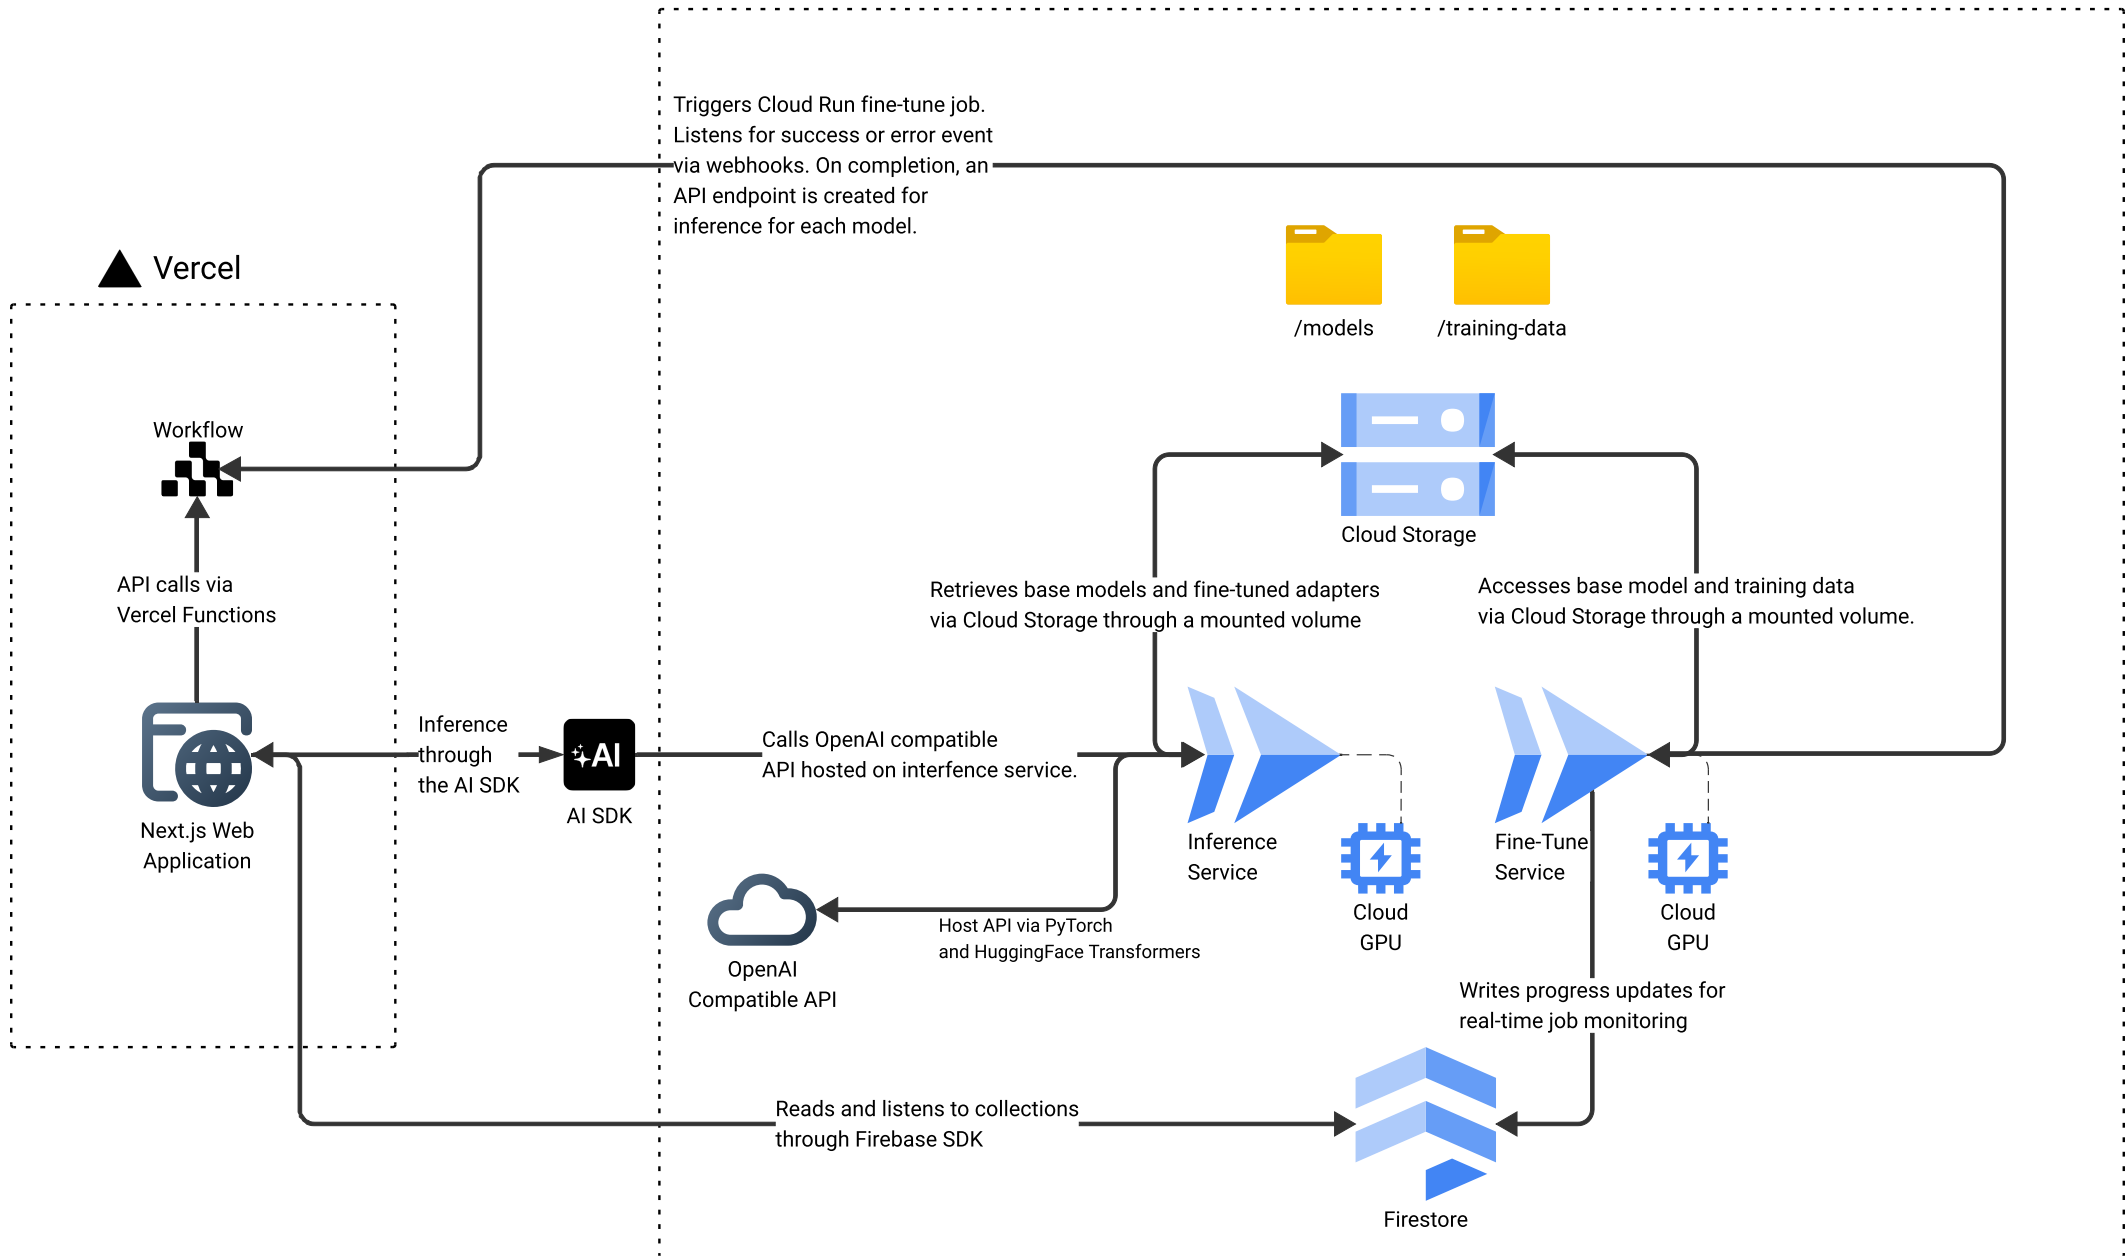 Triggers Cloud Run fine-tune job.
Listens for success or error event
via webhooks. On completion, an
API endpoint is created for
inference for each model.
Vercel
/models
/training-data
Workflow
Cloud Storage
API calls via
Vercel Functions
Retrieves base models and fine-tuned adapters
via Cloud Storage through a mounted volume
Accesses base model and training data
via Cloud Storage through a mounted volume.
Inference
through
the AI SDK
AI
AI SDK
Calls OpenAI compatible
API hosted on interfence service.
Next.js Web
Application
Inference
Service
Fine-Tune
Service
Cloud
GPU
Cloud
GPU
Host API via PyTorch
and HuggingFace Transformers
OpenAI
Compatible API
Writes progress updates for
real-time job monitoring
Reads and listens to collections
through Firebase SDK
Firestore